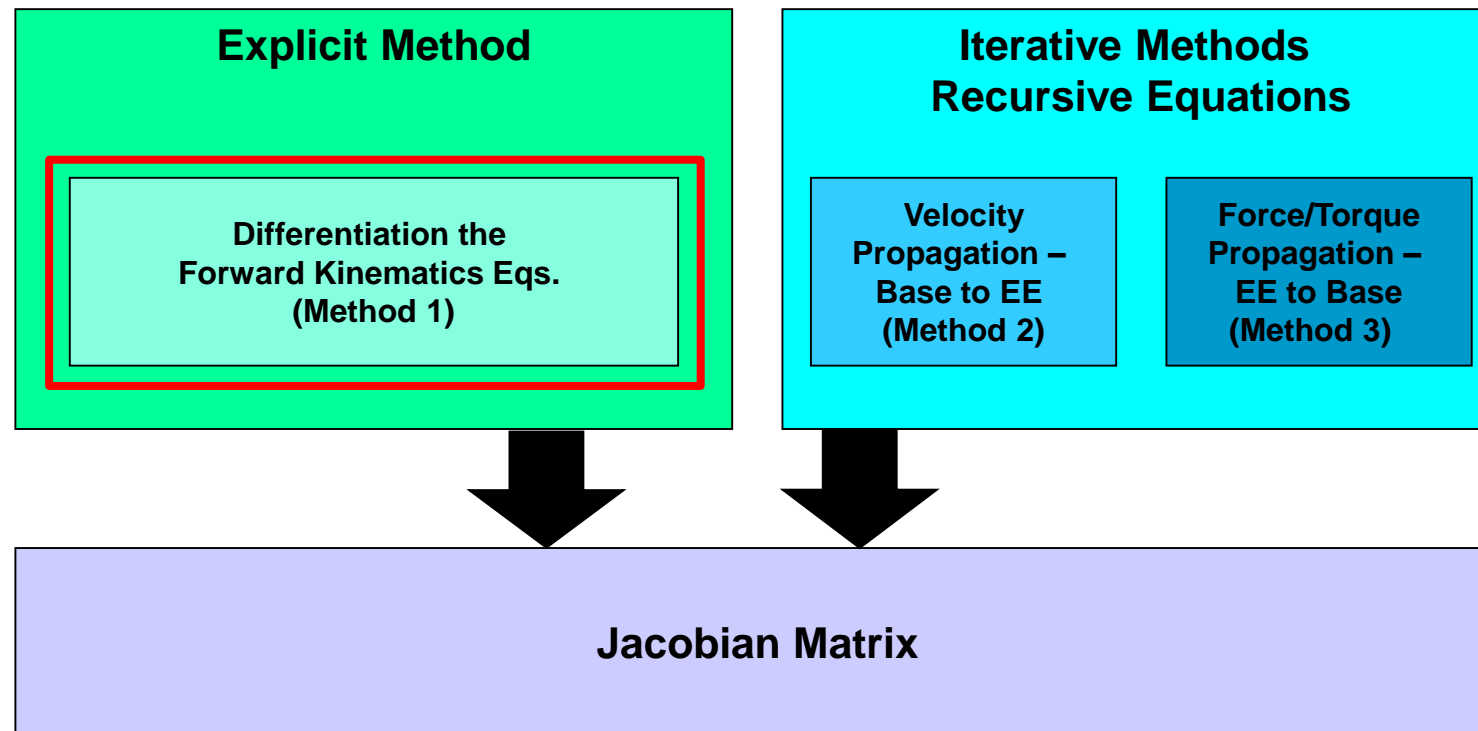 Explicit Method
Differentiation the
Forward Kinematics Eqs.
(Method 1)
Iterative Methods
Recursive Equations
Velocity
Propagation –
Base to EE
(Method 2)
Force/Torque
Propagation –
EE to Base
(Method 3)
Jacobian Matrix